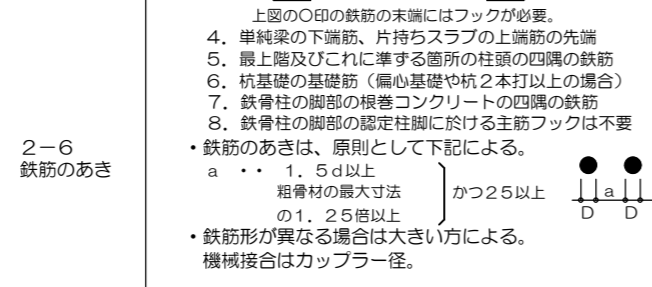 上図の〇印の鉄筋の末端にはフックが必要。
４．単純梁の下端筋、片持ちスラブの上端筋の先端
５．最上階及びこれに準ずる箇所の柱頭の四隅の鉄筋
６．杭基礎の基礎筋（偏心基礎や杭２本打以上の場合）
７．鉄骨柱の脚部の根巻コンクリートの四隅の鉄筋
８．鉄骨柱の脚部の認定柱脚に於ける主筋フックは不要
２－６
鉄筋のあき
・鉄筋のあきは、原則として下記による。
ａ ・・ １．５ｄ以上
粗骨材の最大寸法
の１．２５倍以上
かつ２５以上
a
D D
・鉄筋形が異なる場合は大きい方による。
機械接合はカップラー径。